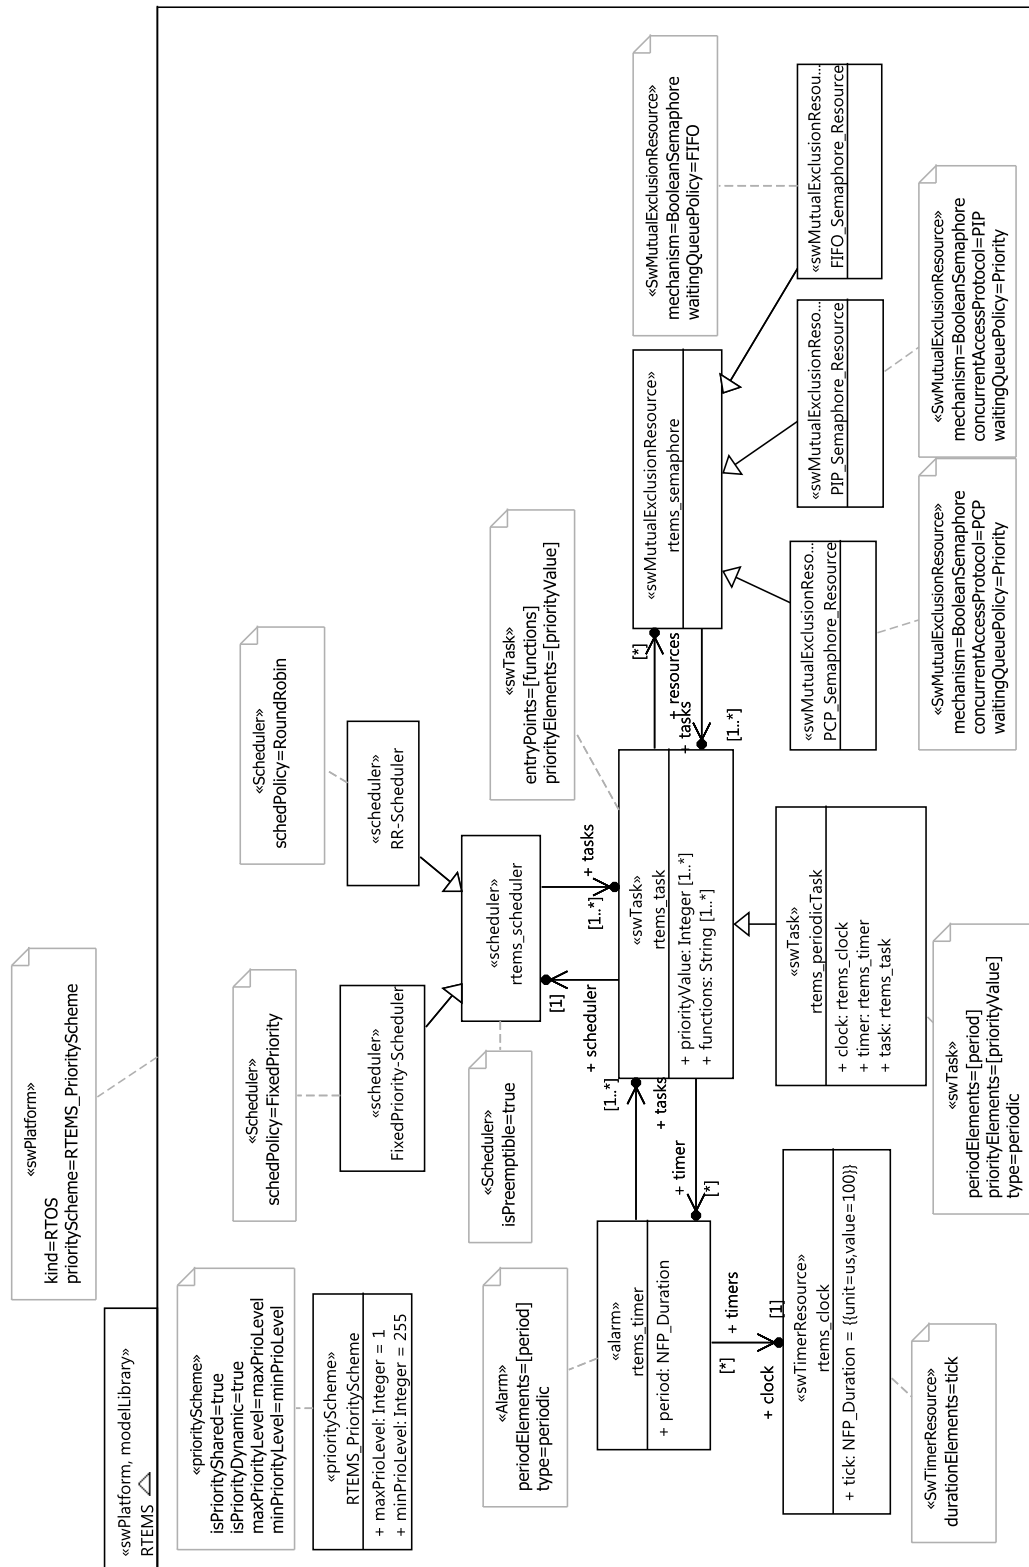 «swPlatform»
kind=RTOS
priorityScheme=RTEMS_PriorityScheme
«swPlatform, modelLibrary»
RTEMS
«priorityScheme»
isPriorityShared=true
isPriorityDynamic=true
maxPriorityLevel=maxPrioLevel
minPriorityLevel=minPrioLevel
«priorityScheme»
RTEMS_PriorityScheme
+ maxPrioLevel: Integer = 1
+ minPrioLevel: Integer = 255
«Scheduler»
schedPolicy=FixedPriority
«scheduler»
FixedPriority-Scheduler
«Scheduler»
schedPolicy=RoundRobin
«scheduler»
RR-Scheduler
«scheduler»
rtems_scheduler
«Scheduler»
isPreemptible=true
[1]
+ scheduler
[1..*]
+ tasks
«swTask»
entryPoints=[functions]
priorityElements=[priorityValue]
«swTask»
rtems_task
+ priorityValue: Integer [1..*]
+ functions: String [1..*]
[*]
+ resources
+ tasks
[1..*]
«swMutualExclusionResource»
rtems_semaphore
«SwMutualExclusionResource»
mechanism=BooleanSemaphore
waitingQueuePolicy=FIFO
«swMutualExclusionResou...
FIFO_Semaphore_Resource
«swMutualExclusionReso...
PIP_Semaphore_Resource
«swMutualExclusionReso...
PCP_Semaphore_Resource
«SwMutualExclusionResource»
mechanism=BooleanSemaphore
concurrentAccessProtocol=PIP
waitingQueuePolicy=Priority
«SwMutualExclusionResource»
mechanism=BooleanSemaphore
concurrentAccessProtocol=PCP
waitingQueuePolicy=Priority
[1..*]
+ tasks
+ timer
[*]
«Alarm»
periodElements=[period]
type=periodic
«alarm»
rtems_timer
+ period: NFP_Duration
+ timers
[*]
[1]
+ clock
«swTimerResource»
rtems_clock
+ tick: NFP_Duration = {{unit=us,value=100}}
«SwTimerResource»
durationElements=tick
«swTask»
rtems_periodicTask
+ clock: rtems_clock
+ timer: rtems_timer
+ task: rtems_task
«swTask»
periodElements=[period]
priorityElements=[priorityValue]
type=periodic